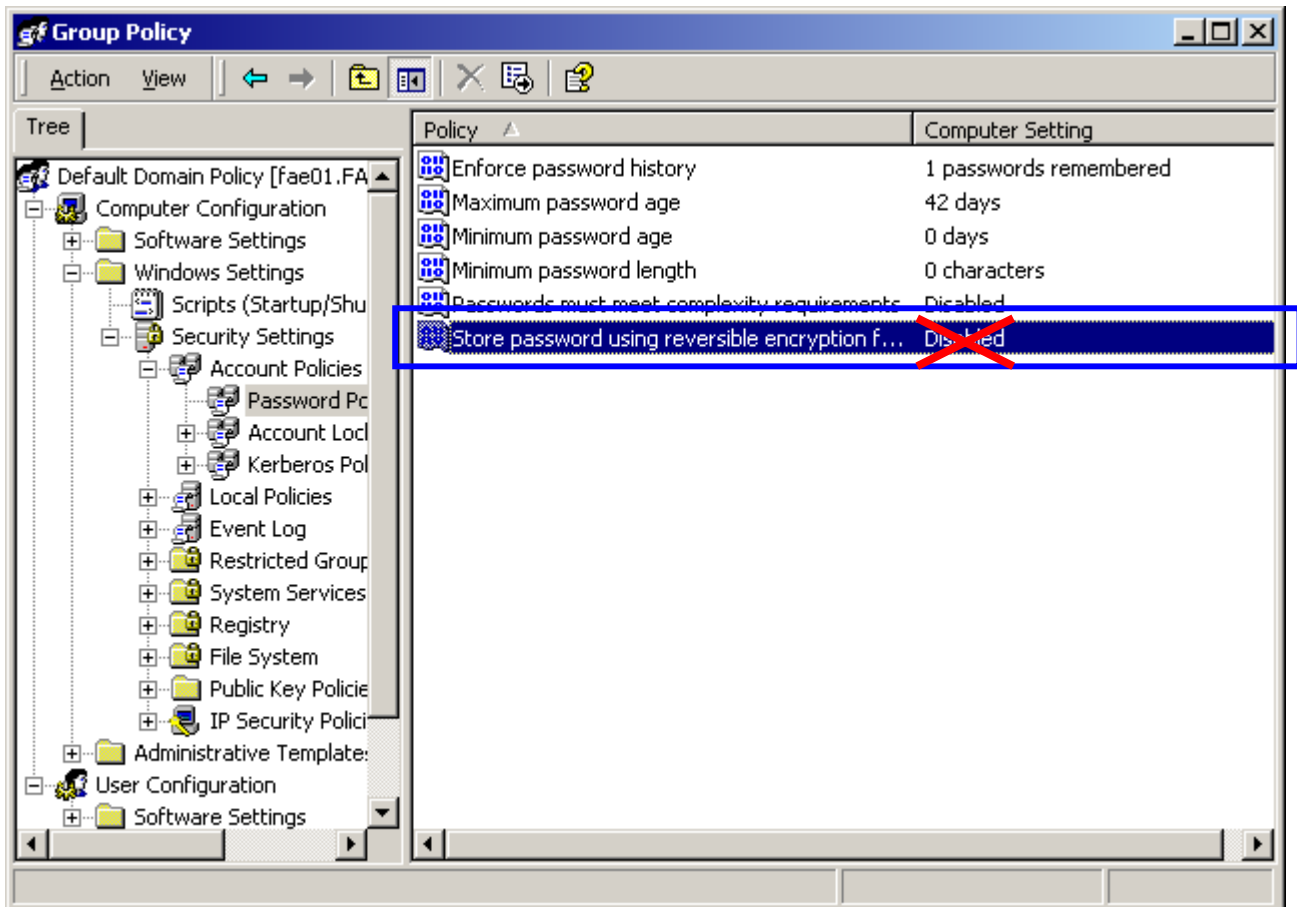 Group Policy
Action View
Tree
Policy Computer Setting
Default Domain Policy [fae01.FA
Computer Configuration
Software Settings
Windows Settings
Scripts (Startup/Shu
Security Settings
Account Policies
Password Po
Account Locl
Kerberos Pol
Local Policies
Event Log
Restricted Group
System Services
Registry
File System
Public Key Policie
IP Security Polici
Administrative Template
User Configuration
Software Settings
Enforce password history 1 passwords remembered
Maximum password age 42 days
Minimum password age 0 days
Minimum password length 0 characters
Passwords must meet complexity requirements Disabled
Store password using reversible encryption f... Disabled